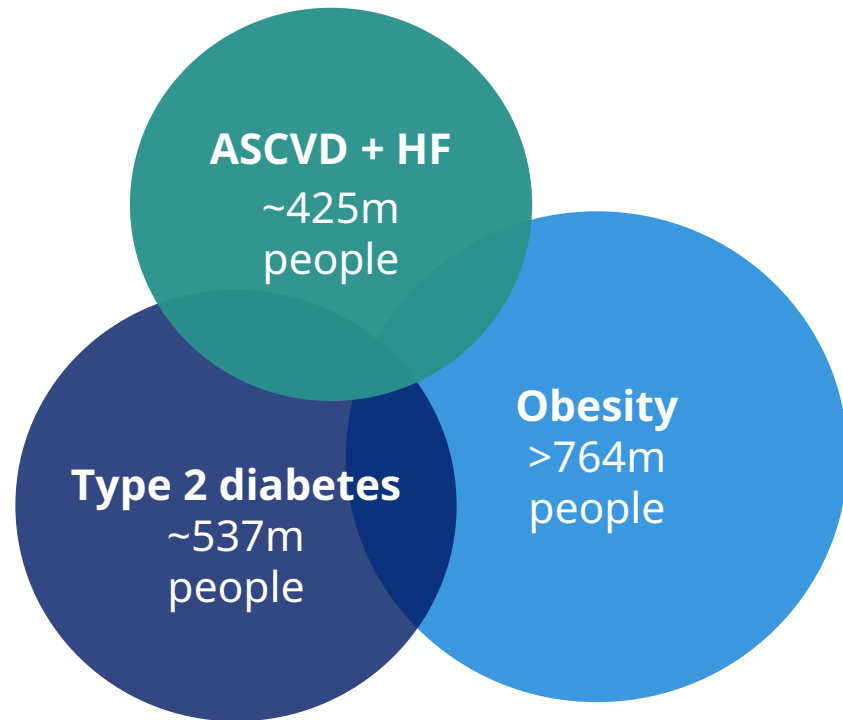 ASCVD + HF
~425m
people
Obesity
>764m
people
Type 2 diabetes
~537m
people